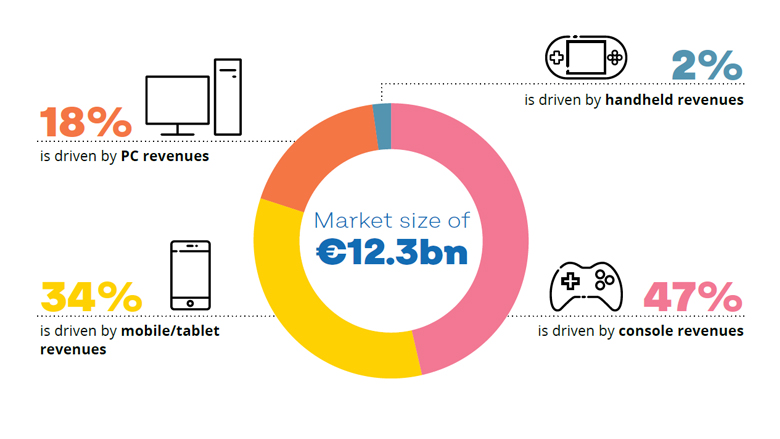 2%
is driven by handheld revenues
18%
is driven by PC revenues
Market size of
€12.3bn
34%
is driven by mobile/tablet
revenues
47%
is driven by console revenues